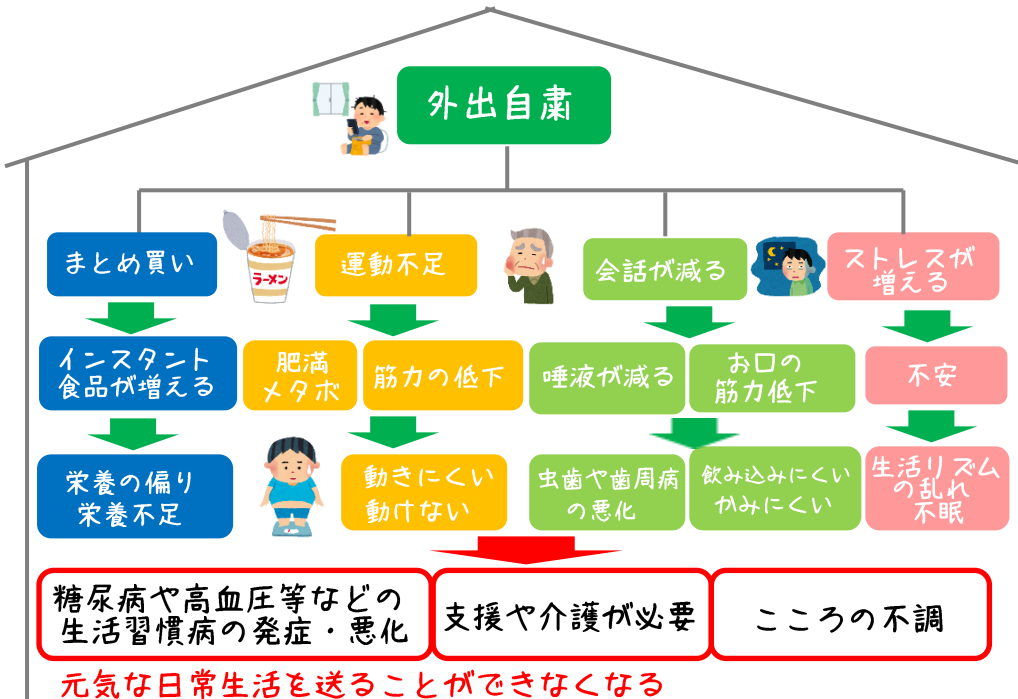 外出自粛
まとめ買い
ラーメン
運動不足
会話が減る
ストレスが
増える
インスタント
食品が増える
肥満
メタボ
筋力の低下
唾液が減る
お口の
筋力低下
不安
栄養の偏り
栄養不足
動きにくい
動けない
虫歯や歯周病
の悪化
飲み込みにくい
かみにくい
生活リズム
の乱れ
不眠
糖尿病や高血圧等などの
生活習慣病の発症・悪化
支援や介護が必要
こころの不調
元気な日常生活を送ることができなくなる